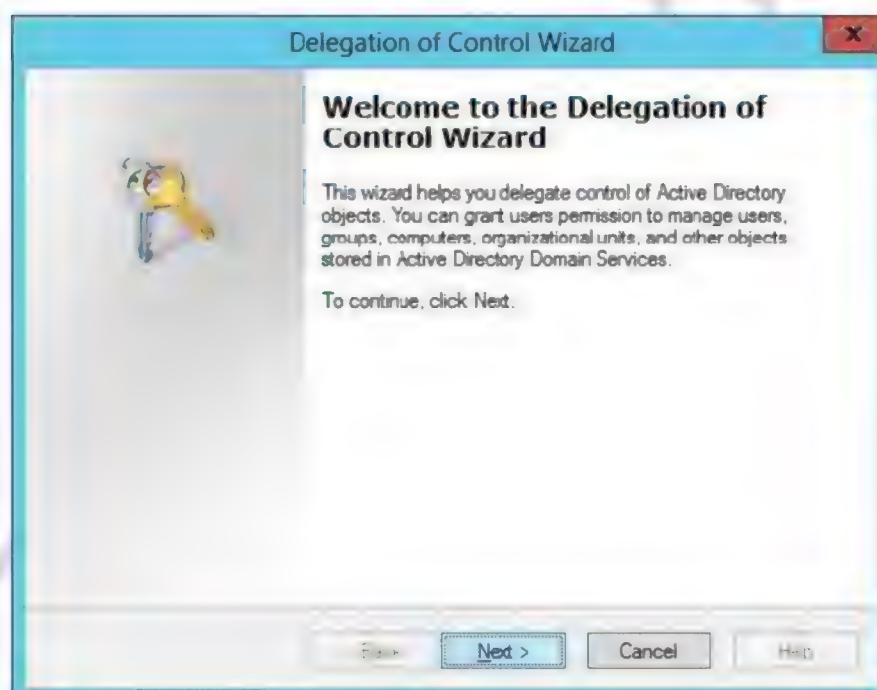 Delegation of Control Wizard
x
Welcome to the Delegation of
Control Wizard
This wizard helps you delegate control of Active Directory
objects. You can grant users permission to manage users,
groups, computers, organizational units, and other objects
stored in Active Directory Domain Services.
To continue, click Next.
Next >
Cancel
Help